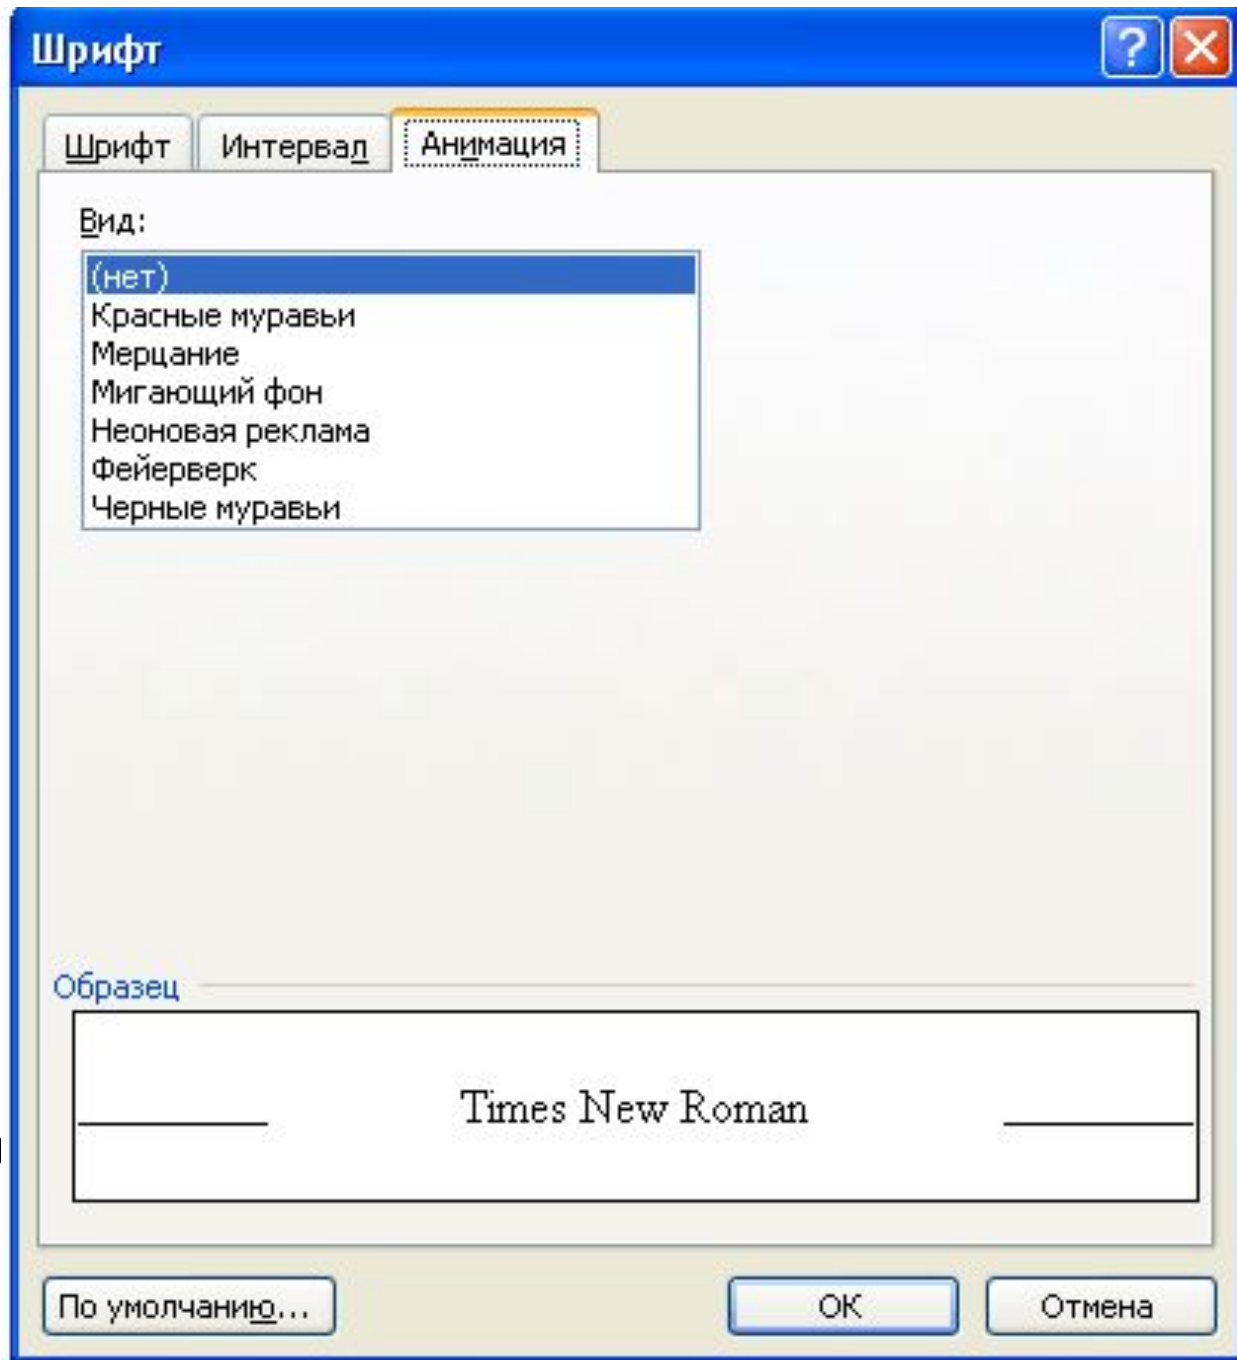 Шрифт
Шрифт Интервал Анимация
Вид:
(нет)
Красные муравьи
Мерцание
Мигающий фон
Неоновая реклама
Фейерверк
Черные муравьи
Образец
Times New Roman
По умолчанию... ОК Отмена